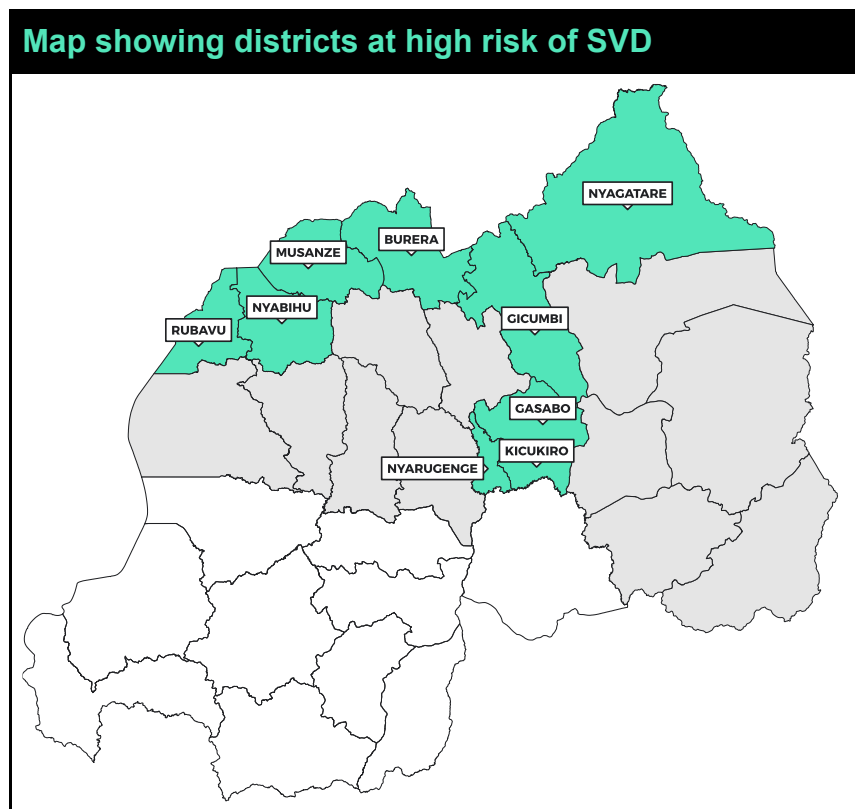 Map showing districts at high risk of SVD
NYAGATARE
BURERA
MUSANZE
NYABIHU
RUBAVU
GICUMBI
GASABO
KICUKIRO
NYARUGENGE